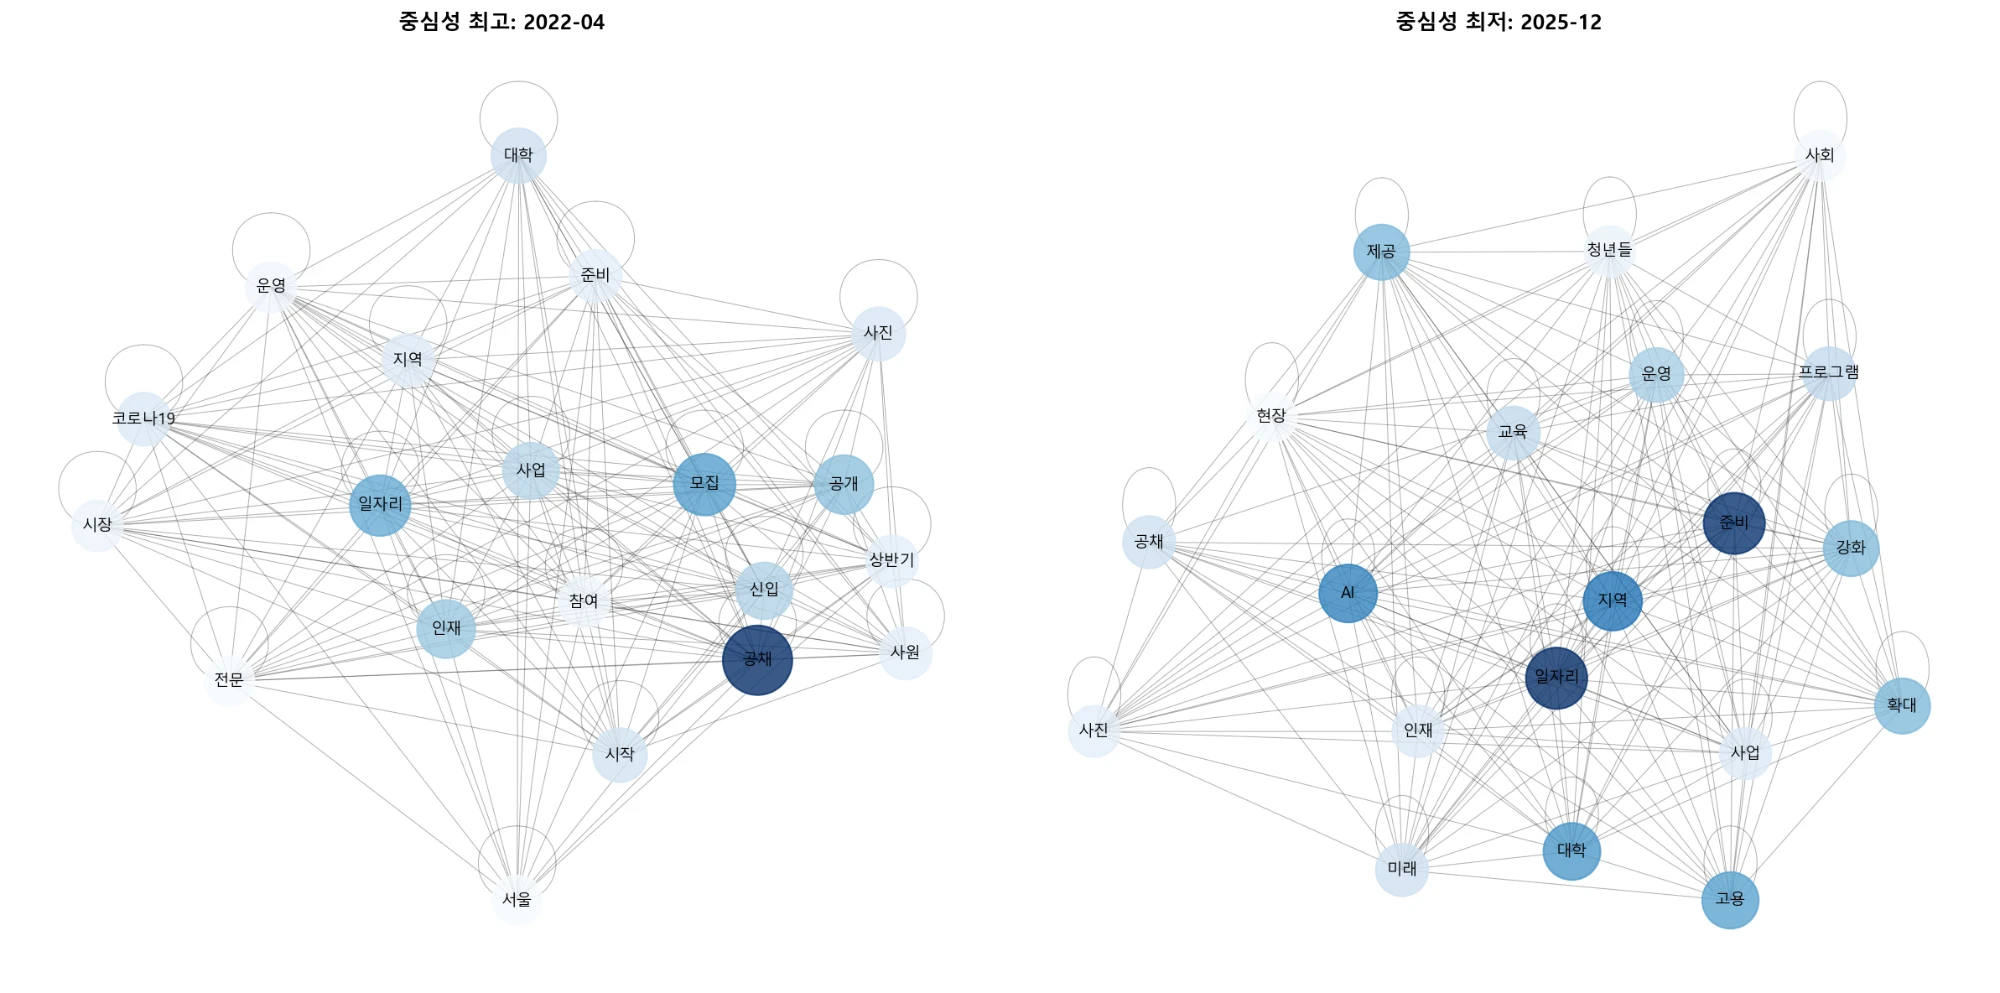 중심성 최고: 2022-04
대학
운영
준비
사진
지역
코로나19
사업
모집
공개
일자리
시장
상반기
신입
참여
인재
사원
공채
전문
시작
서울
중심성 최저: 2025-12
사회
제공
청년들
운영
프로그램
현장
교육
준비
공채
강화
AI
지역
일자리
확대
사진
인재
사업
대학
미래
고용